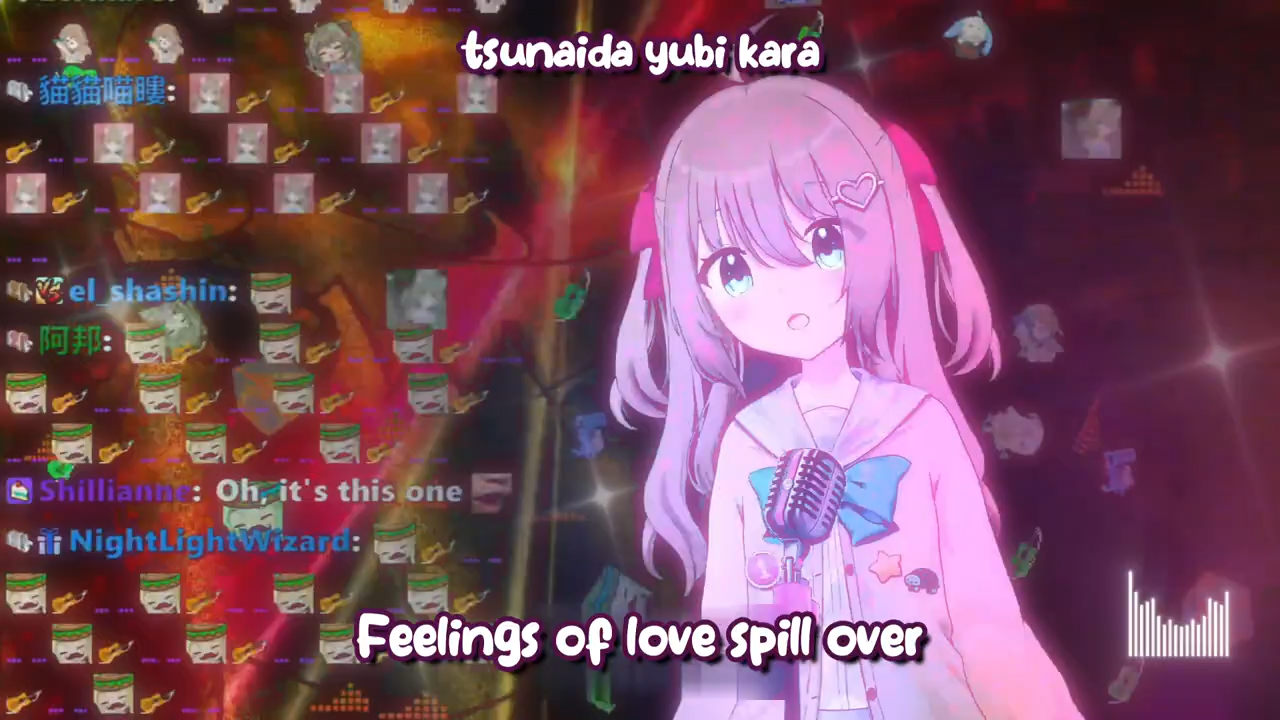 tsunaida yubi kara
貓貓喵瞜:
el_shashin:
阿邦:
Shillianne: Oh, it's this one
NightLightWizard:
Feelings of love spill over